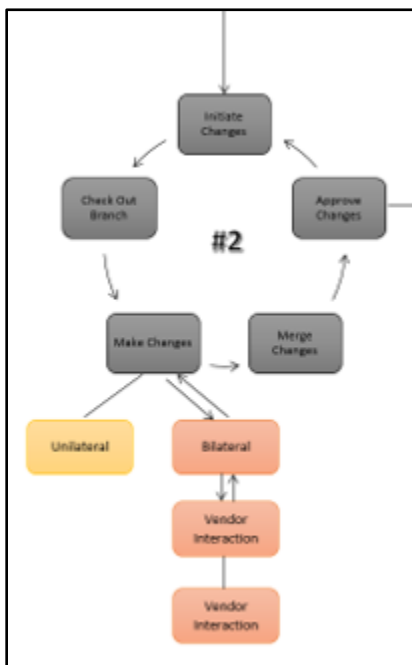 Initiate
Changes
Check Out
Branch
Approve
Changes
#2
Make Changes
Merge
Changes
Unilateral
Bilateral
Vendor
Interaction
Vendor
Interaction